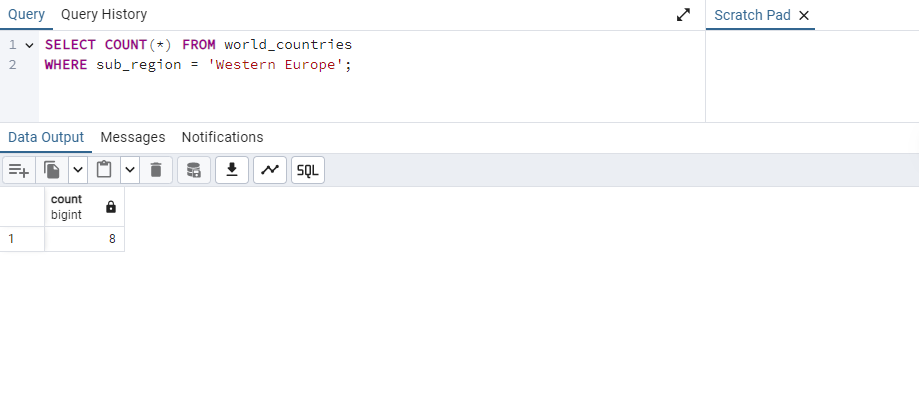 Query Query History Scratch Pad
1 SELECT COUNT(*) FROM world_countries
2 WHERE sub_region = 'Western Europe';
Data Output Messages Notifications
SQL
count
bigint
1 8